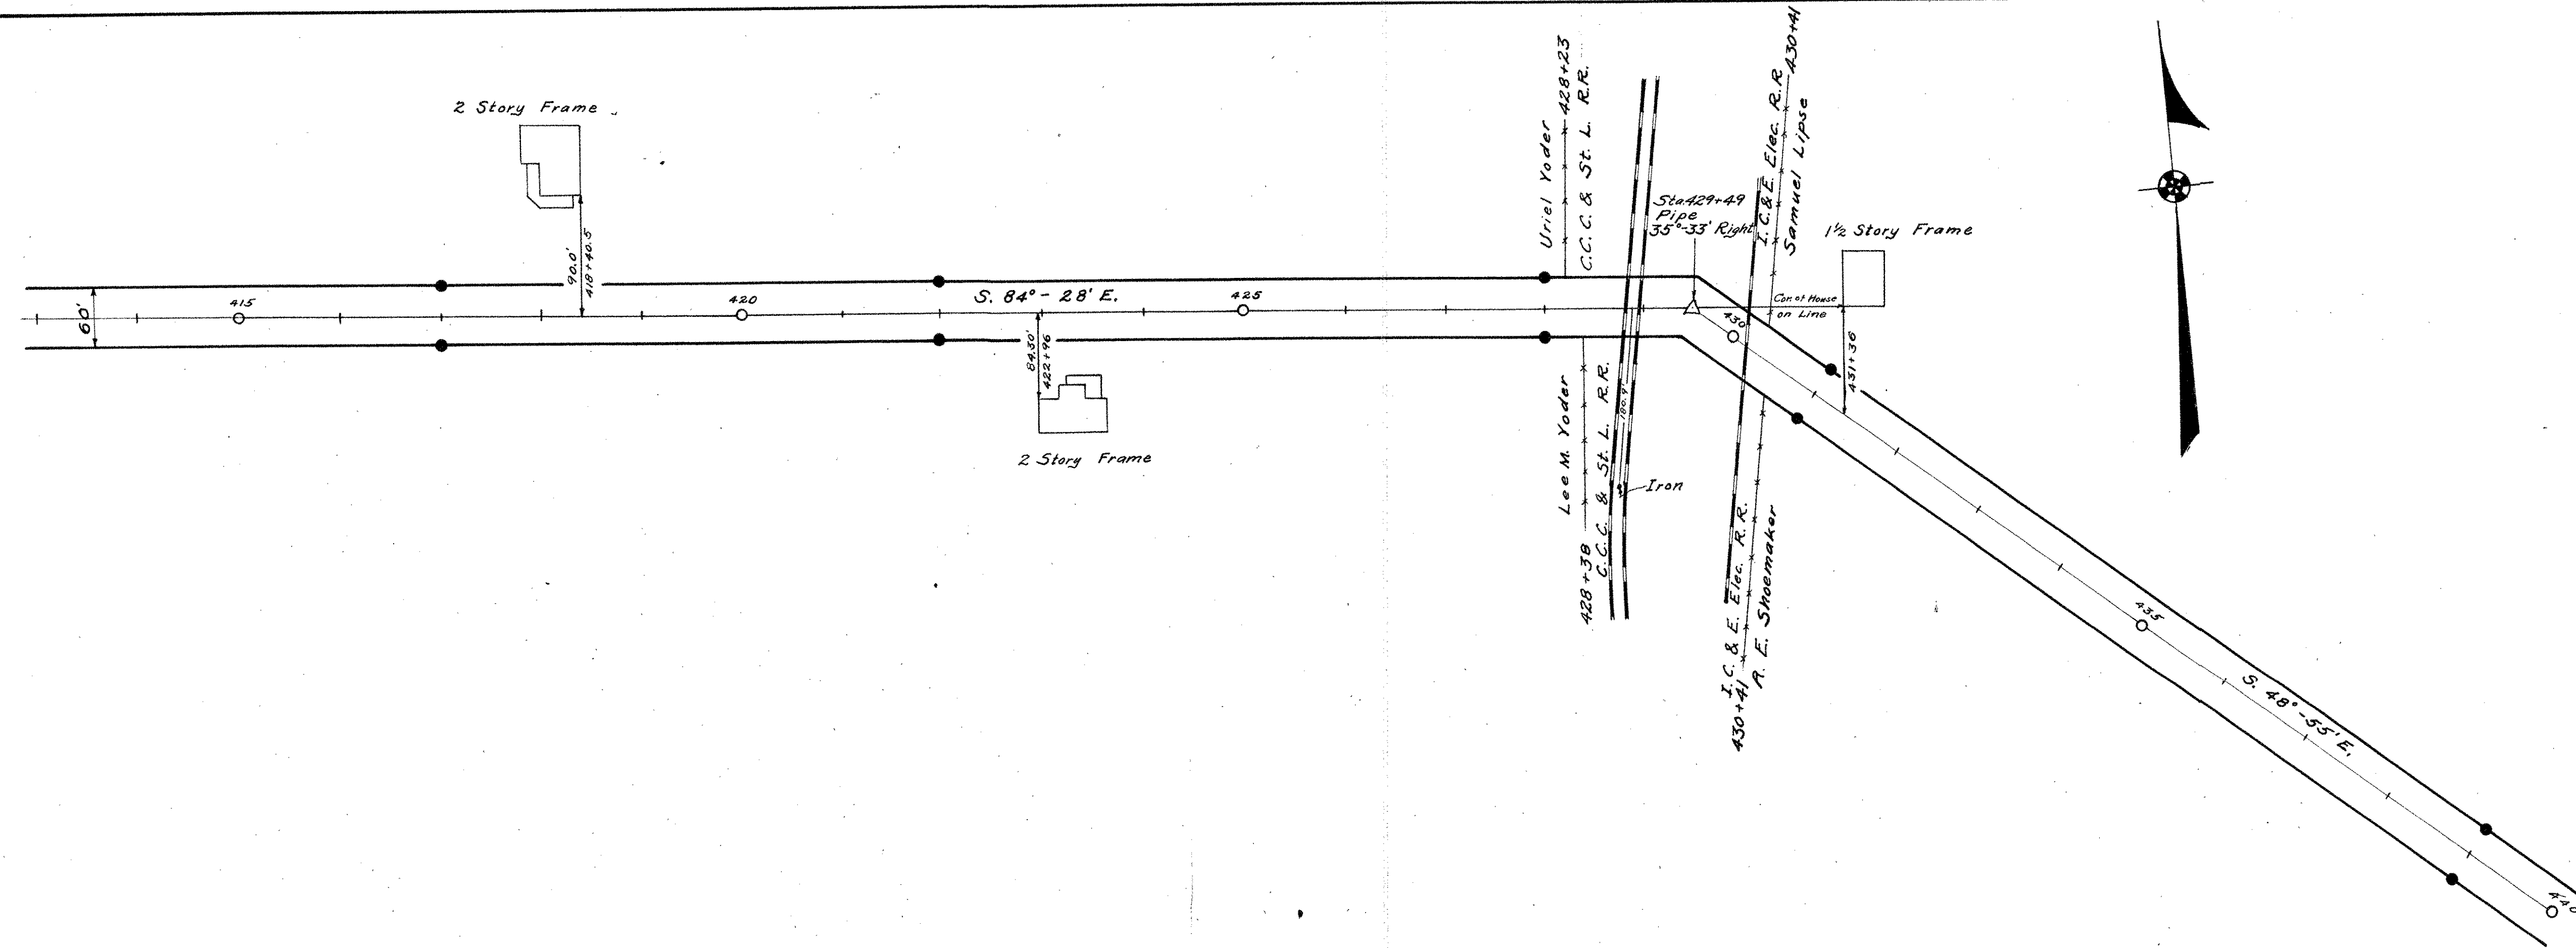 2 Story Frame
90.0'
418+40.5
60'
415
420
S. 84° - 28' E.
425
84.30'
422+96
2 Story Frame
Uriel Yoder
428+23
C.C.C. & St. L. R.R.
Sta. 429+49
Pipe
35°-33' Right
I.C. & E. Elec. R.R.
430+41
Samuel Lipse
1½ Story Frame
Cor. of House
on Line
430
431+36
Lee M. Yoder
428+38
C.C.C. & St. L. R.R.
180.9'
Iron
I.C. & E. Elec. R.R.
430+41
R. E. Shoemaker
435
S. 48° - 55' E.
440